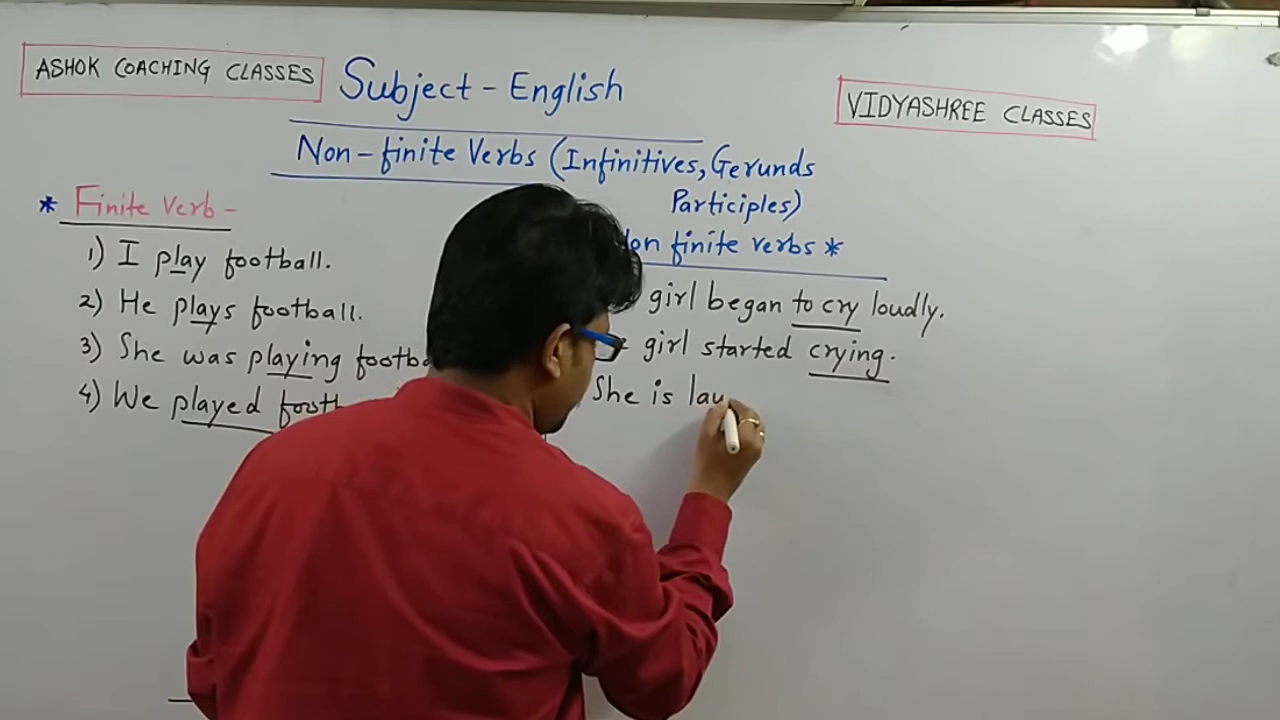 ASHOK COACHING CLASSES
Subject - English
VIDYASHREE CLASSES
Non-finite Verbs (Infinitives, Gerunds
Participles)
* Finite Verb -
1) I play football.
2) He plays football.
3) She was playing
4) We played
finite verbs *
girl began to cry loudly.
girl started crying.
She is